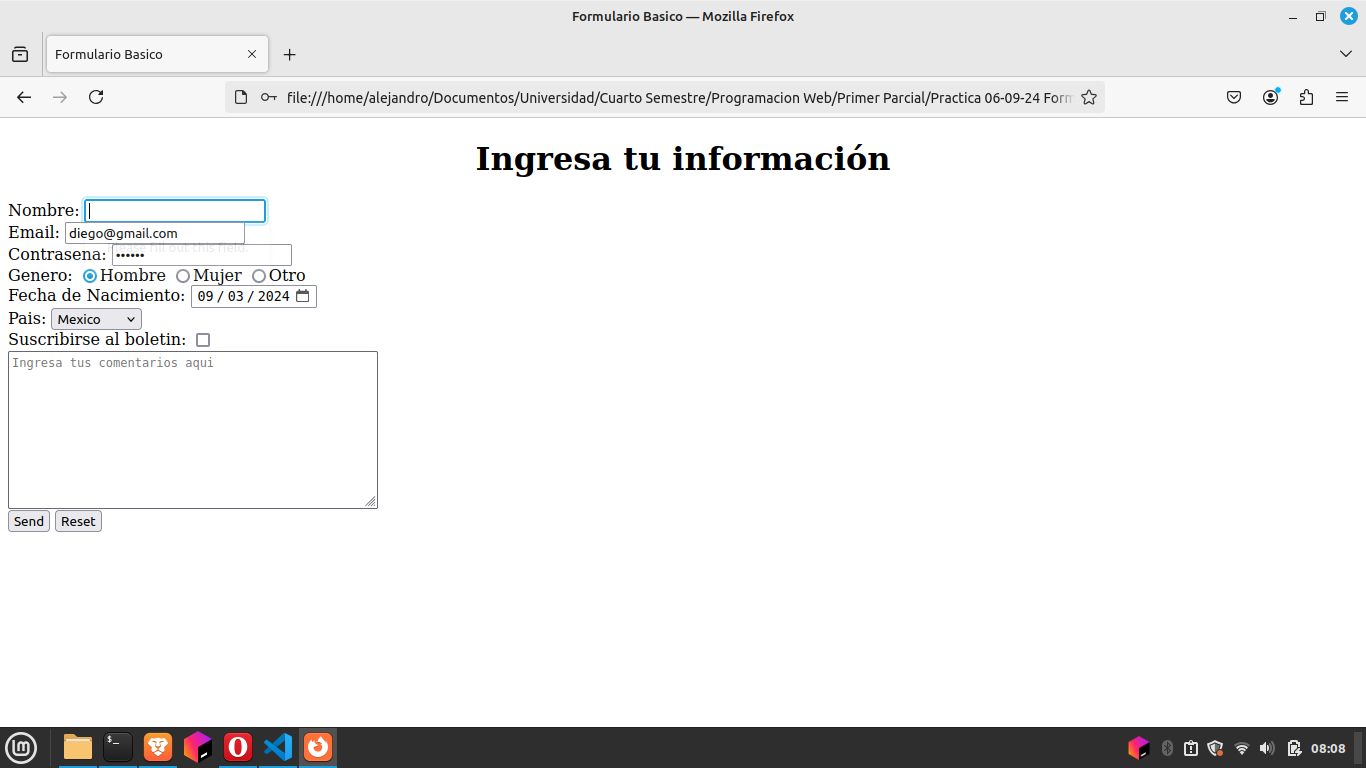 Formulario Basico — Mozilla Firefox
Formulario Basico
file:///home/alejandro/Documentos/Universidad/Cuarto Semestre/Programacion Web/Primer Parcial/Practica 06-09-24 Form
Ingresa tu información
Nombre:
Email: diego@gmail.com
Please fill out this field.
Contrasena: ••••••
Genero: Hombre Mujer Otro
Fecha de Nacimiento: 09 / 03 / 2024
Pais: Mexico
Suscribirse al boletin:
Ingresa tus comentarios aqui
Send Reset
08:08